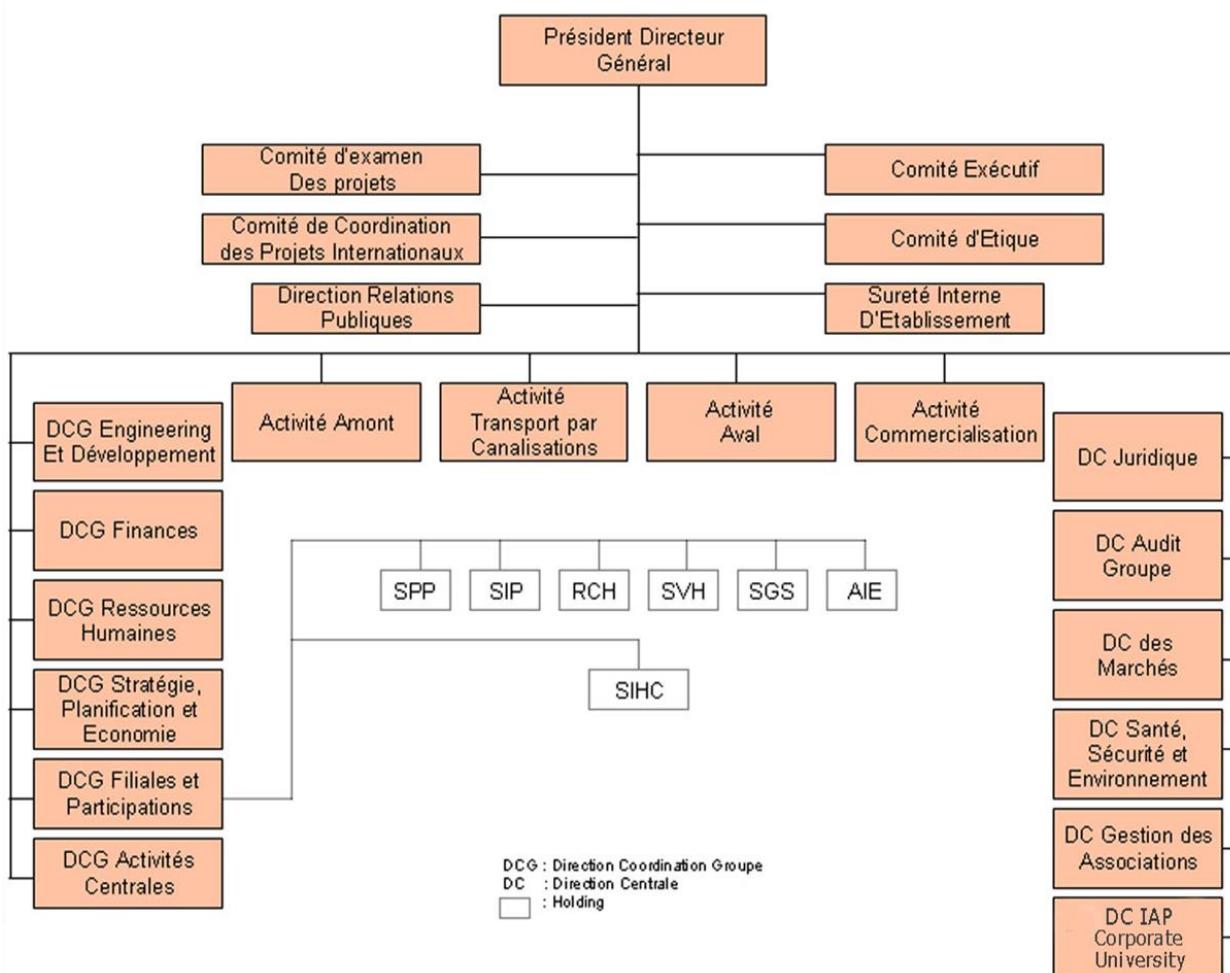 Président Directeur
Général
Comité d'examen
Des projets
Comité Exécutif
Comité de Coordination
des Projets Internationaux
Comité d'Etique
Direction Relations
Publiques
Sureté Interne
D'Etablissement
Activité Amont
Activité
Transport par
Canalisations
Activité
Aval
Activité
Commercialisation
DCG Engineering
Et Développement
DCG Finances
DCG Ressources
Humaines
DCG Stratégie,
Planification et
Economie
DCG Filiales et
Participations
DCG Activités
Centrales
SPP
SIP
RCH
SVH
SGS
AIE
SIHC
DC Juridique
DC Audit
Groupe
DC des
Marchés
DC Santé,
Sécurité et
Environnement
DC Gestion des
Associations
DC IAP
Corporate
University
DCG : Direction Coordination Groupe
DC : Direction Centrale
: Holding